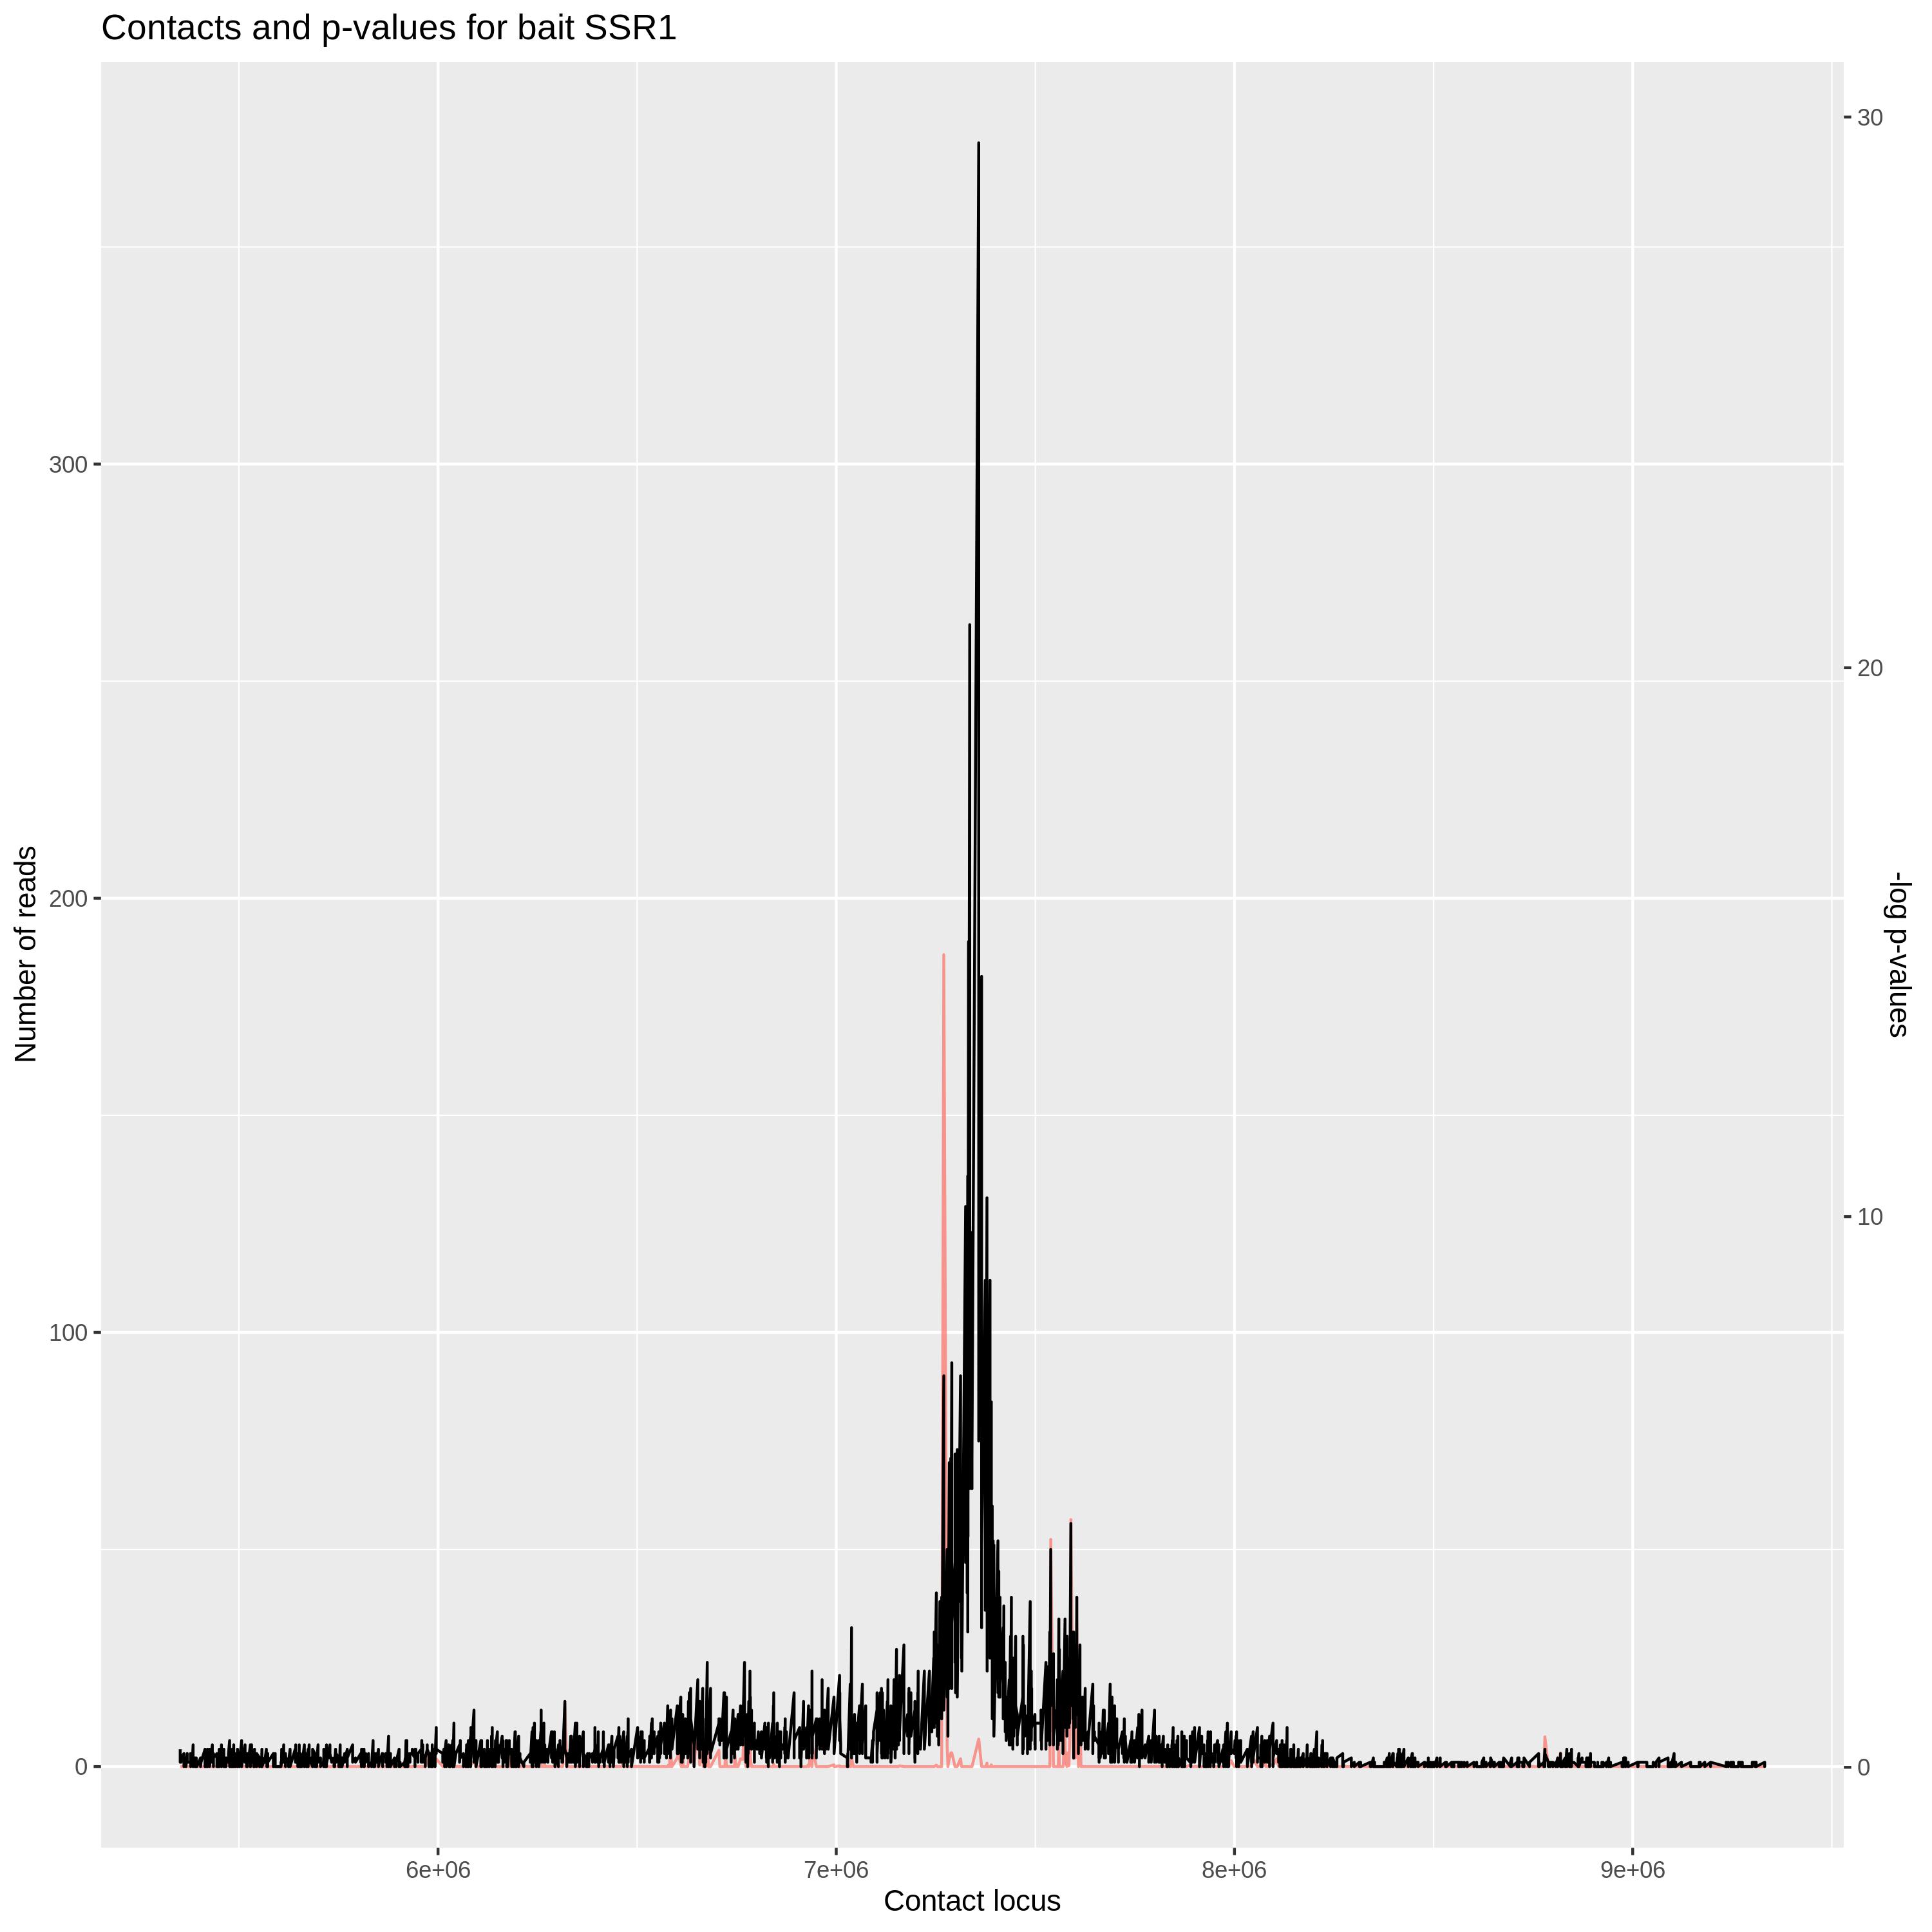 Contacts and p-values for bait SSR1
30
300
20
200
Number of reads
-log p-values
10
100
0
0
6e+06
7e+06
8e+06
9e+06
Contact locus